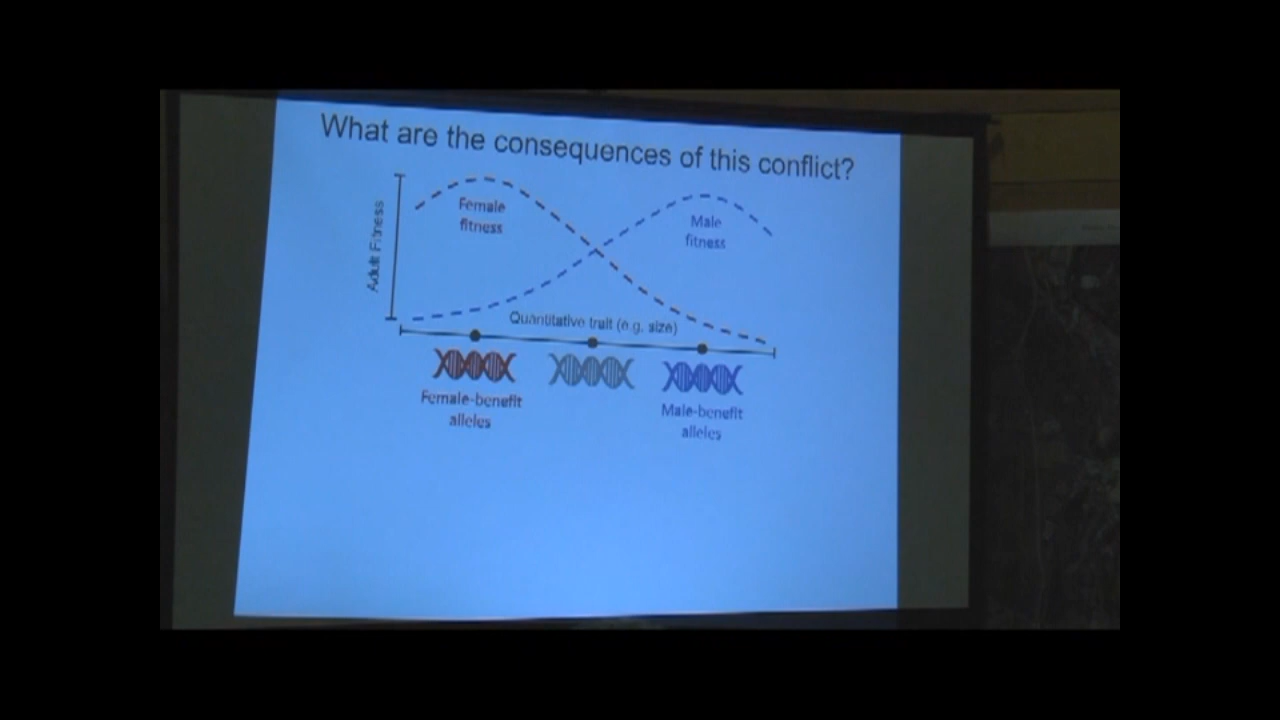 What are the consequences of this conflict?
Adult Fitness
Female
fitness
Male
fitness
Quantitative trait (e.g. size)
Female-benefit
alleles
Male-benefit
alleles